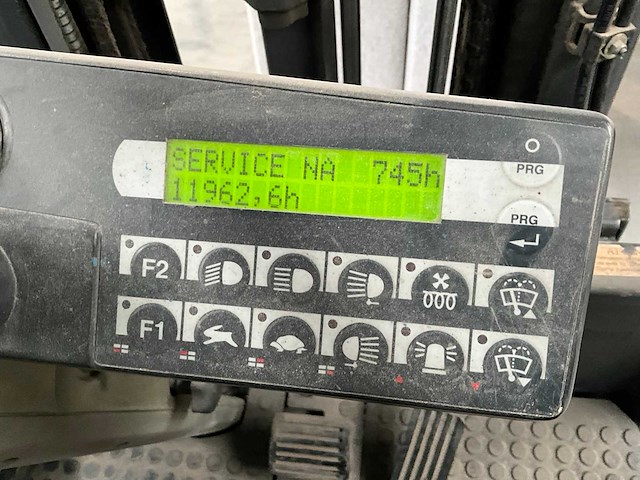 SERVICE NA 745h
11962,6h
PRG
PRG
F2
F1